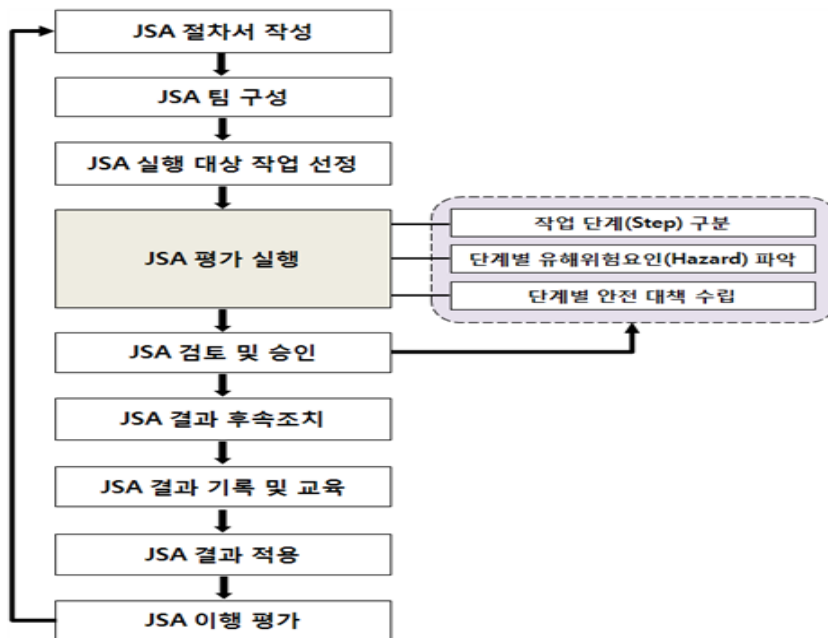 JSA 절차서 작성
JSA 팀 구성
JSA 실행 대상 작업 선정
JSA 평가 실행
작업 단계(Step) 구분
단계별 유해위험요인(Hazard) 파악
단계별 안전 대책 수립
JSA 검토 및 승인
JSA 결과 후속조치
JSA 결과 기록 및 교육
JSA 결과 적용
JSA 이행 평가